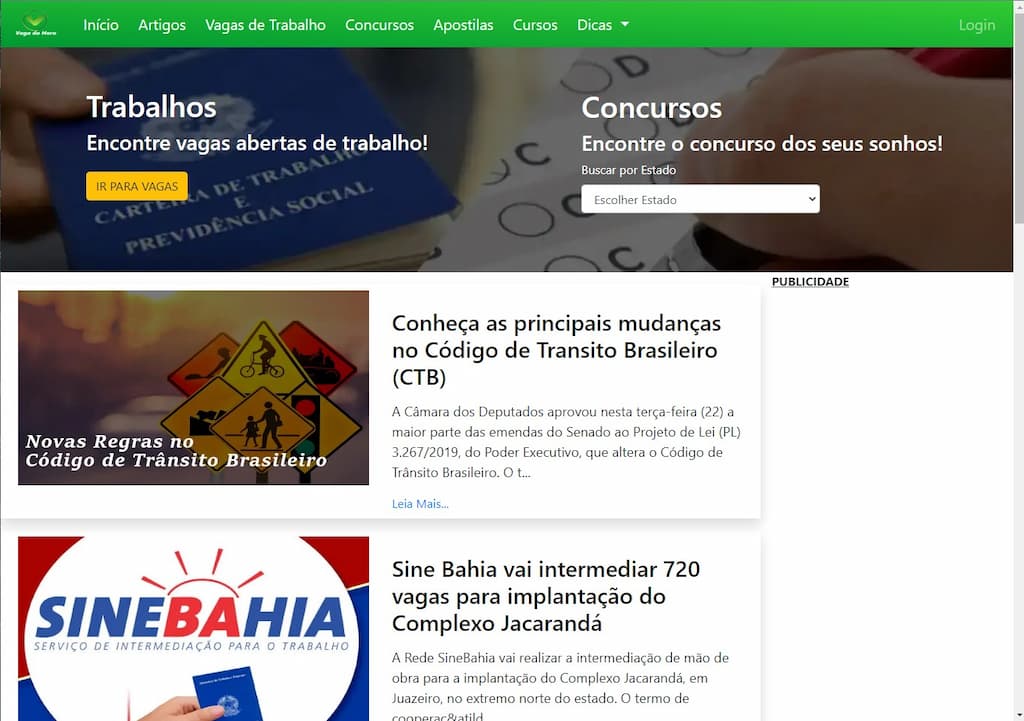 Vaga da Hora
Início Artigos Vagas de Trabalho Concursos Apostilas Cursos Dicas Login
Trabalhos
Encontre vagas abertas de trabalho!
IR PARA VAGAS
CARTEIRA DE TRABALHO
E
PREVIDÊNCIA SOCIAL
Concursos
Encontre o concurso dos seus sonhos!
Buscar por Estado
Escolher Estado
D
C
C
PUBLICIDADE
Novas Regras no
Código de Trânsito Brasileiro
Conheça as principais mudanças
no Código de Transito Brasileiro
(CTB)
A Câmara dos Deputados aprovou nesta terça-feira (22) a
maior parte das emendas do Senado ao Projeto de Lei (PL)
3.267/2019, do Poder Executivo, que altera o Código de
Trânsito Brasileiro. O t...
Leia Mais...
SINEBAHIA
SERVIÇO DE INTERMEDIAÇÃO PARA O TRABALHO
Sine Bahia vai intermediar 720
vagas para implantação do
Complexo Jacarandá
A Rede SineBahia vai realizar a intermediação de mão de
obra para a implantação do Complexo Jacarandá, em
Juazeiro, no extremo norte do estado. O termo de
cooperac&atild